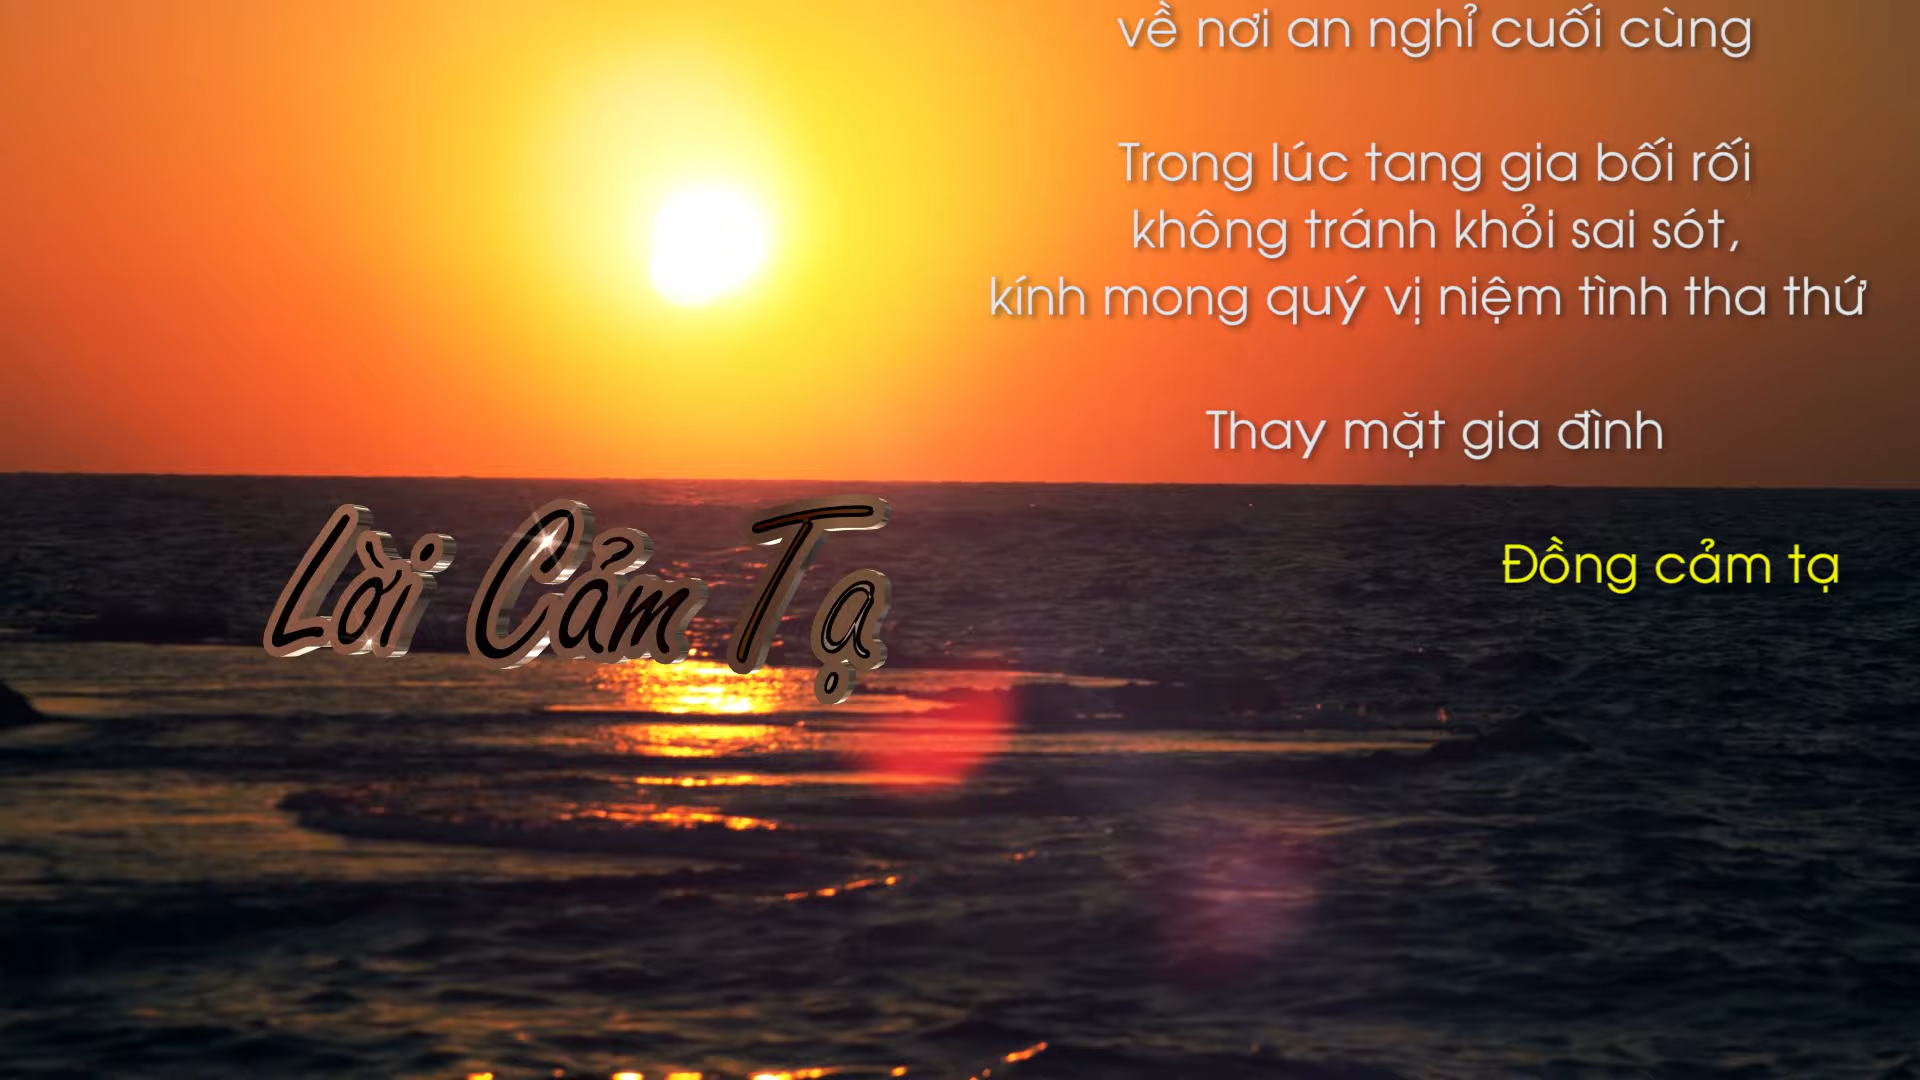 về nơi an nghỉ cuối cùng
Trong lúc tang gia bối rối
không tránh khỏi sai sót,
kính mong quý vị niệm tình tha thứ
Thay mặt gia đình
Đồng cảm tạ
Lời Cảm Tạ